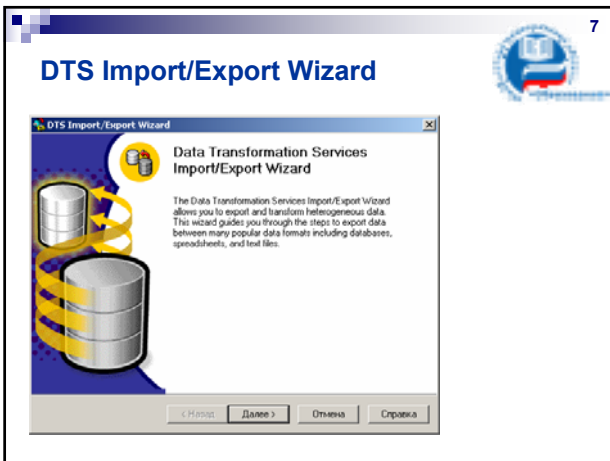 7
DTS Import/Export Wizard
DTS Import/Export Wizard
Data Transformation Services
Import/Export Wizard
The Data Transformation Services Import/Export Wizard
allows you to export and transform heterogeneous data.
This wizard guides you through the steps to export data
between many popular data formats including databases,
spreadsheets, and text files.
< Назад Далее > Отмена Справка